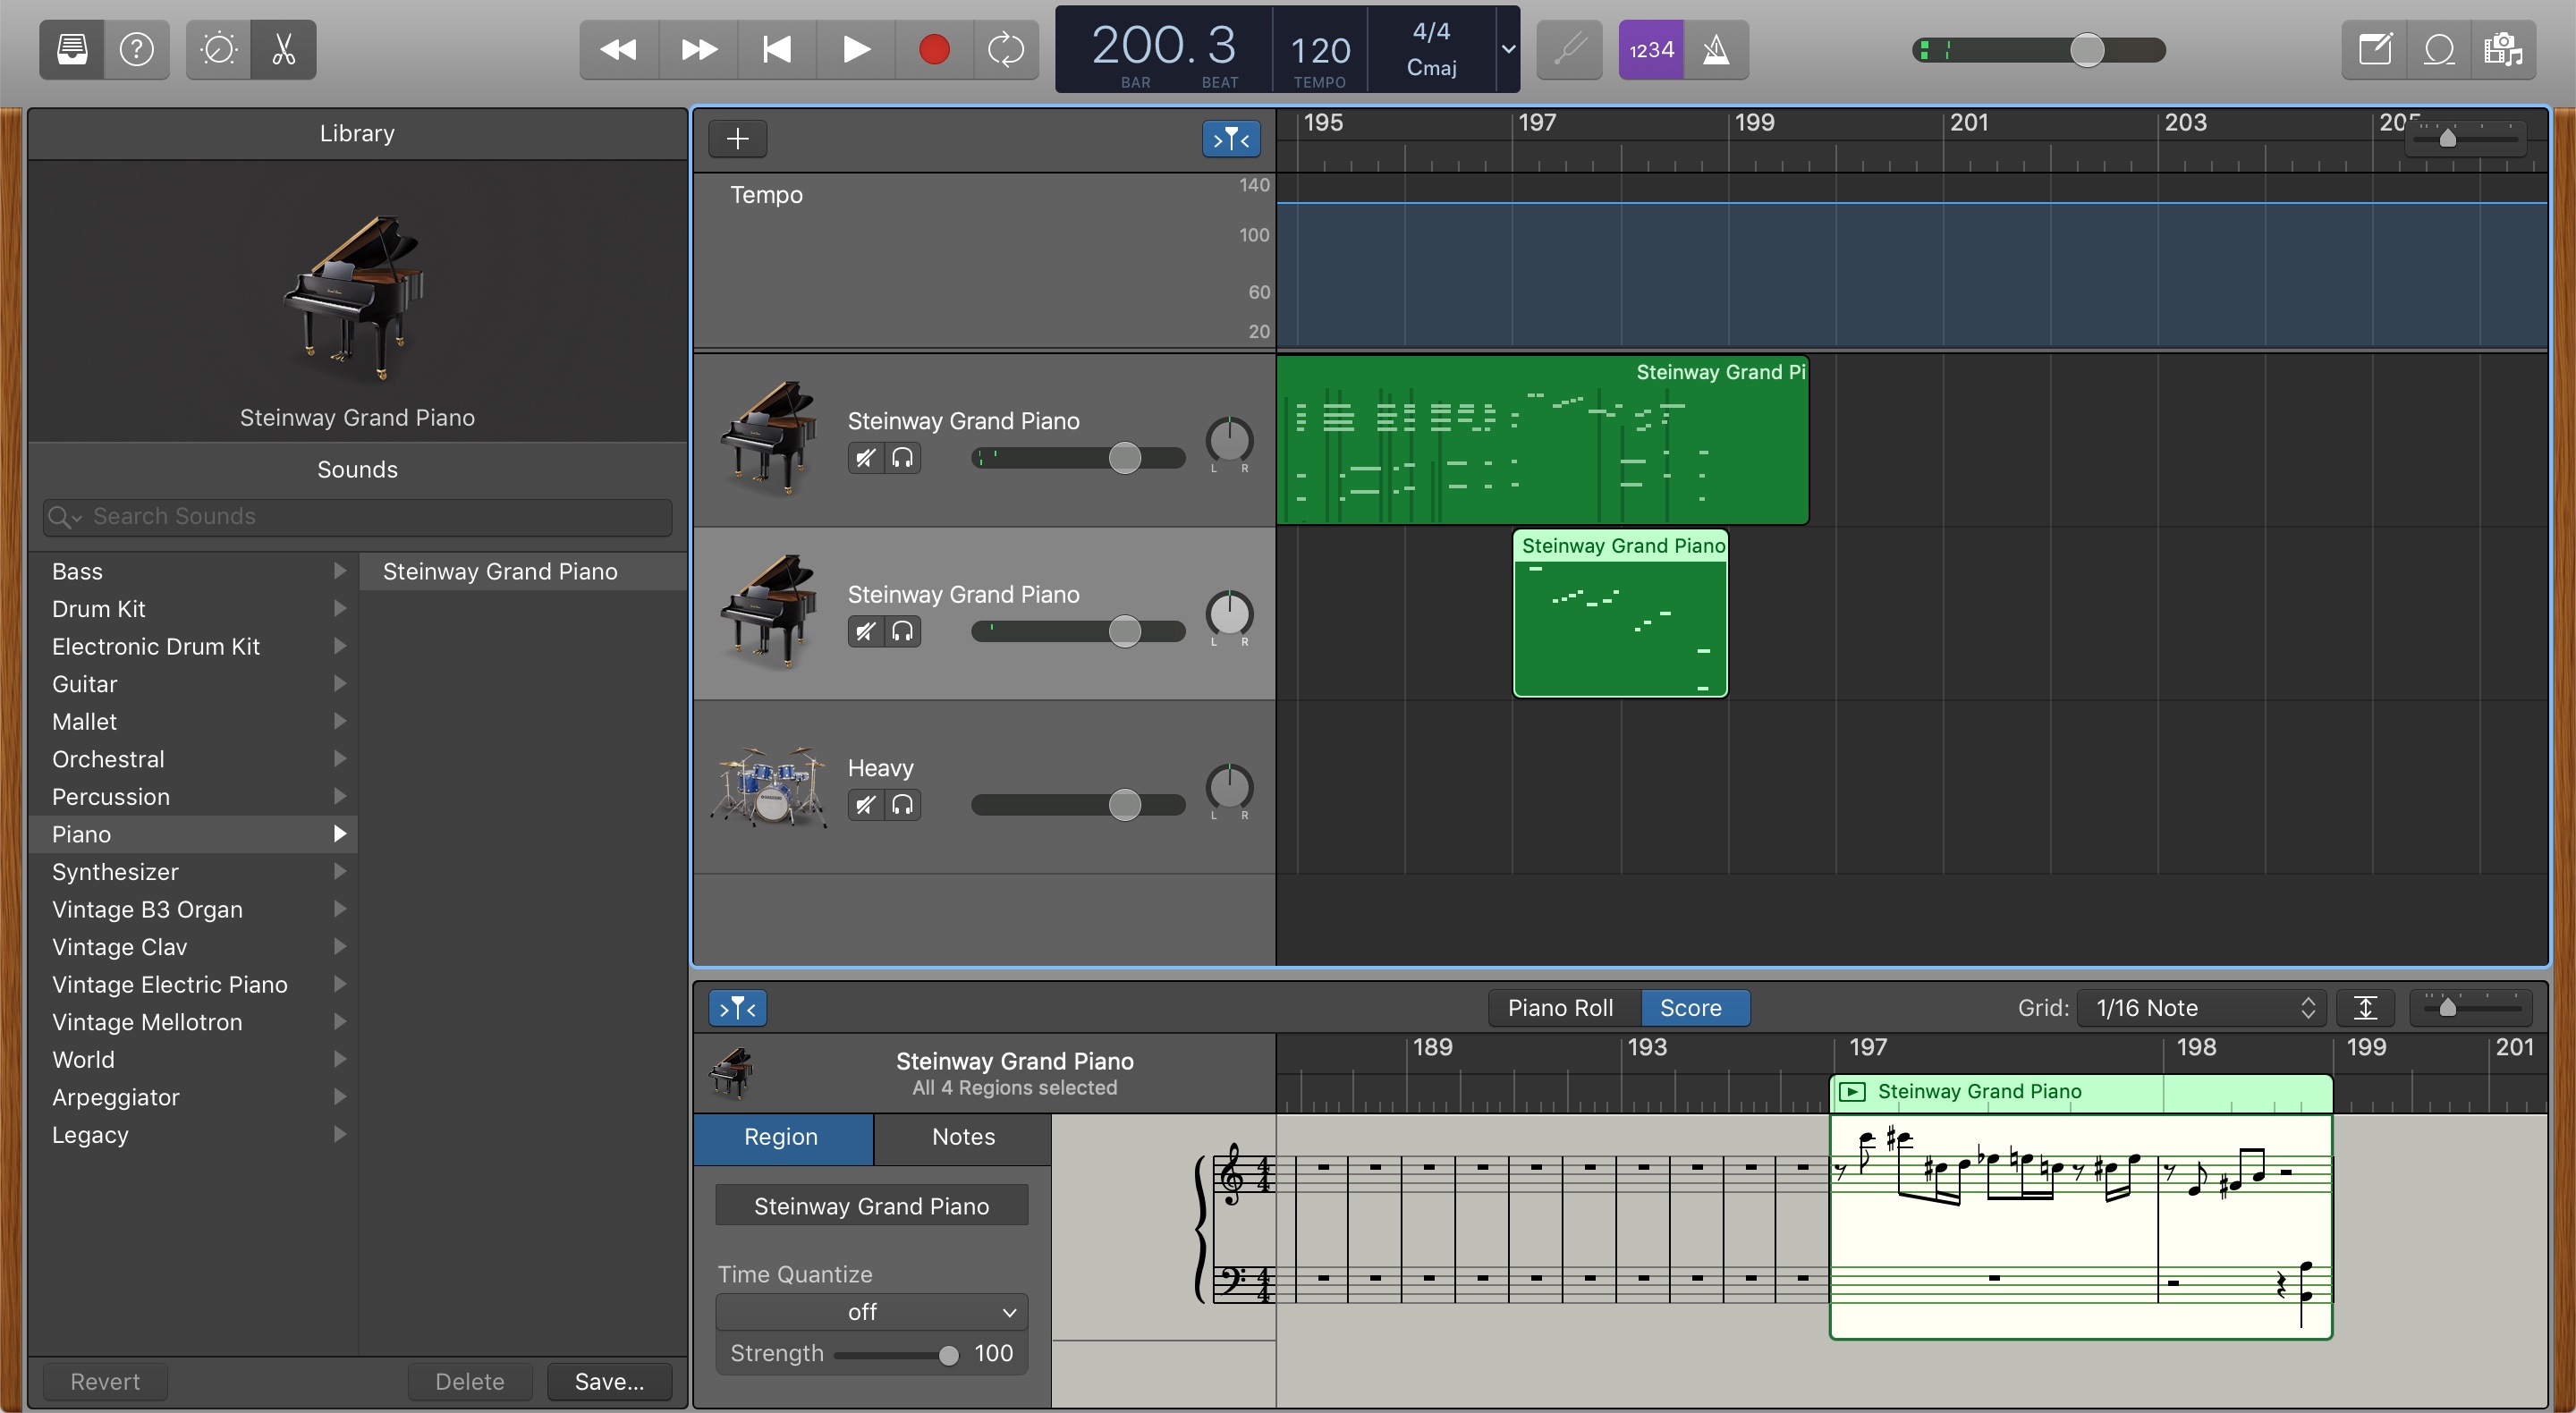 1234
200. 3
BAR
BEAT
120
TEMPO
4/4
Cmaj
Library
Steinway Grand Piano
Sounds
Search Sounds
Bass
Drum Kit
Electronic Drum Kit
Guitar
Mallet
Orchestral
Percussion
Piano
Synthesizer
Vintage B3 Organ
Vintage Clav
Vintage Electric Piano
Vintage Mellotron
World
Arpeggiator
Legacy
Steinway Grand Piano
Revert
Delete
Save...
195
197
199
201
203
205
Tempo
140
100
60
20
Steinway Grand Piano
L R
Steinway Grand Pi
Steinway Grand Piano
L R
Steinway Grand Piano
Heavy
L R
Piano Roll
Score
Grid:
1/16 Note
Steinway Grand Piano
All 4 Regions selected
189
193
197
198
199
201
Steinway Grand Piano
Region
Notes
Steinway Grand Piano
Time Quantize
off
Strength
100
4
4
4
4